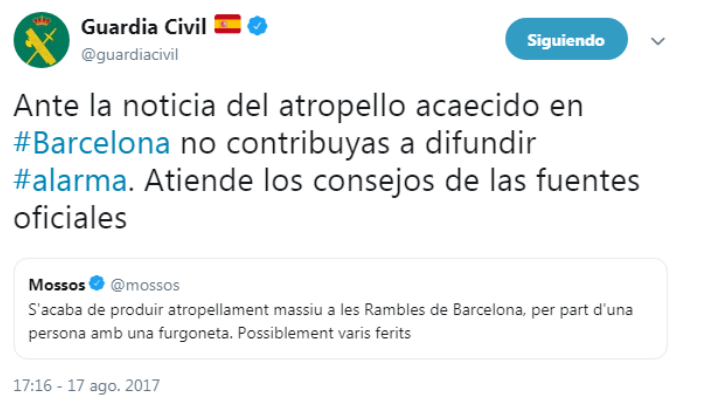 Guardia Civil 🇪🇸
@guardiacivil
Siguiendo
Ante la noticia del atropello acaecido en
#Barcelona no contribuyas a difundir
#alarma. Atiende los consejos de las fuentes
oficiales
Mossos @mossos
S'acaba de produir atropellament massiu a les Rambles de Barcelona, per part d'una
persona amb una furgoneta. Possiblement varis ferits
17:16 - 17 ago. 2017